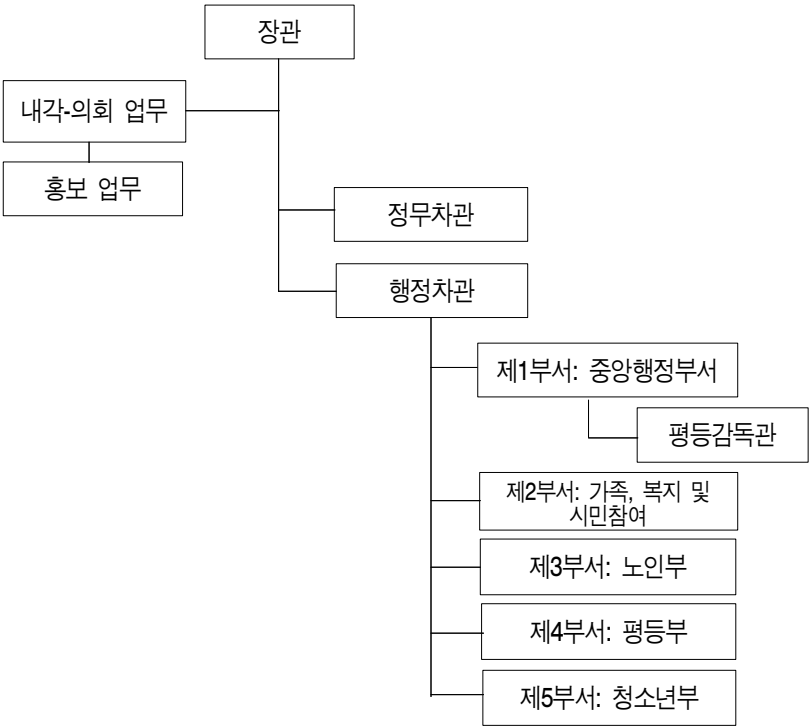 장관
내각-의회 업무
홍보 업무
정무차관
행정차관
제1부서: 중앙행정부서
평등감독관
제2부서: 가족, 복지 및
시민참여
제3부서: 노인부
제4부서: 평등부
제5부서: 청소년부